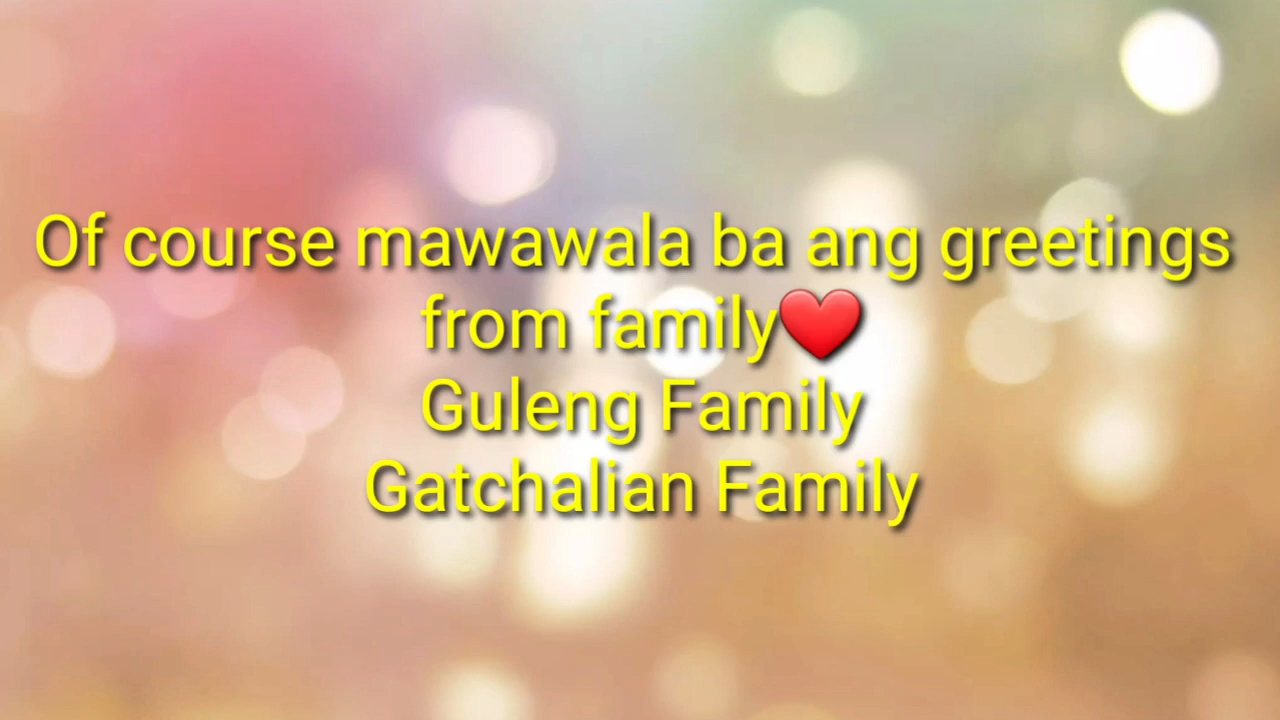 Of course mawawala ba ang greetings
from family❤️
Guleng Family
Gatchalian Family